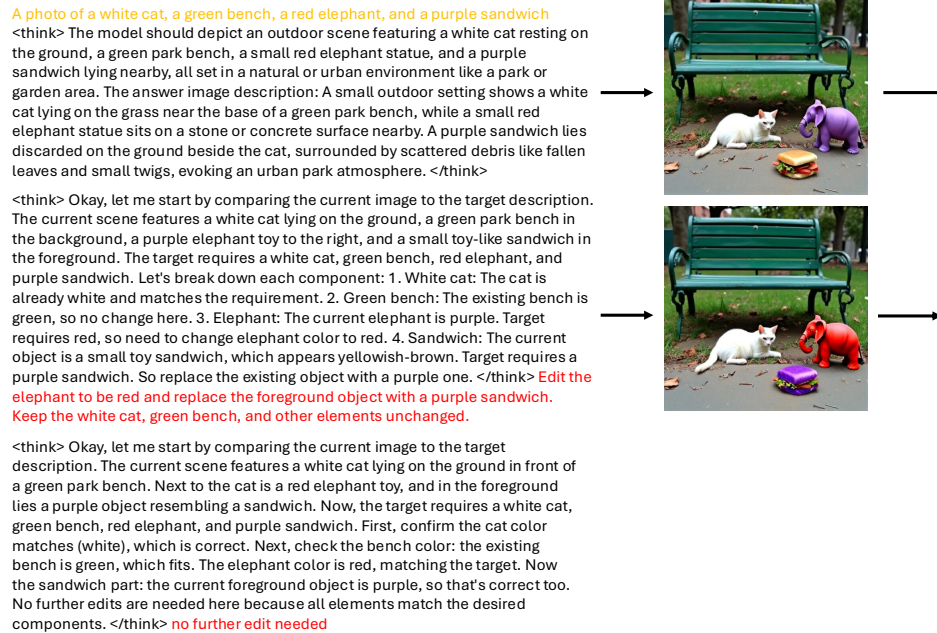 A photo of a white cat, a green bench, a red elephant, and a purple sandwich
<think> The model should depict an outdoor scene featuring a white cat resting on
the ground, a green park bench, a small red elephant statue, and a purple
sandwich lying nearby, all set in a natural or urban environment like a park or
garden area. The answer image description: A small outdoor setting shows a white
cat lying on the grass near the base of a green park bench, while a small red
elephant statue sits on a stone or concrete surface nearby. A purple sandwich lies
discarded on the ground beside the cat, surrounded by scattered debris like fallen
leaves and small twigs, evoking an urban park atmosphere. </think>
<think> Okay, let me start by comparing the current image to the target description.
The current scene features a white cat lying on the ground, a green park bench in
the background, a purple elephant toy to the right, and a small toy-like sandwich in
the foreground. The target requires a white cat, green bench, red elephant, and
purple sandwich. Let's break down each component: 1. White cat: The cat is
already white and matches the requirement. 2. Green bench: The existing bench is
green, so no change here. 3. Elephant: The current elephant is purple. Target
requires red, so need to change elephant color to red. 4. Sandwich: The current
object is a small toy sandwich, which appears yellowish-brown. Target requires a
purple sandwich. So replace the existing object with a purple one. </think> Edit the
elephant to be red and replace the foreground object with a purple sandwich.
Keep the white cat, green bench, and other elements unchanged.
<think> Okay, let me start by comparing the current image to the target
description. The current scene features a white cat lying on the ground in front of
a green park bench. Next to the cat is a red elephant toy, and in the foreground
lies a purple object resembling a sandwich. Now, the target requires a white cat,
green bench, red elephant, and purple sandwich. First, confirm the cat color
matches (white), which is correct. Next, check the bench color: the existing
bench is green, which fits. The elephant color is red, matching the target. Now
the sandwich part: the current foreground object is purple, so that's correct too.
No further edits are needed here because all elements match the desired
components. </think> no further edit needed